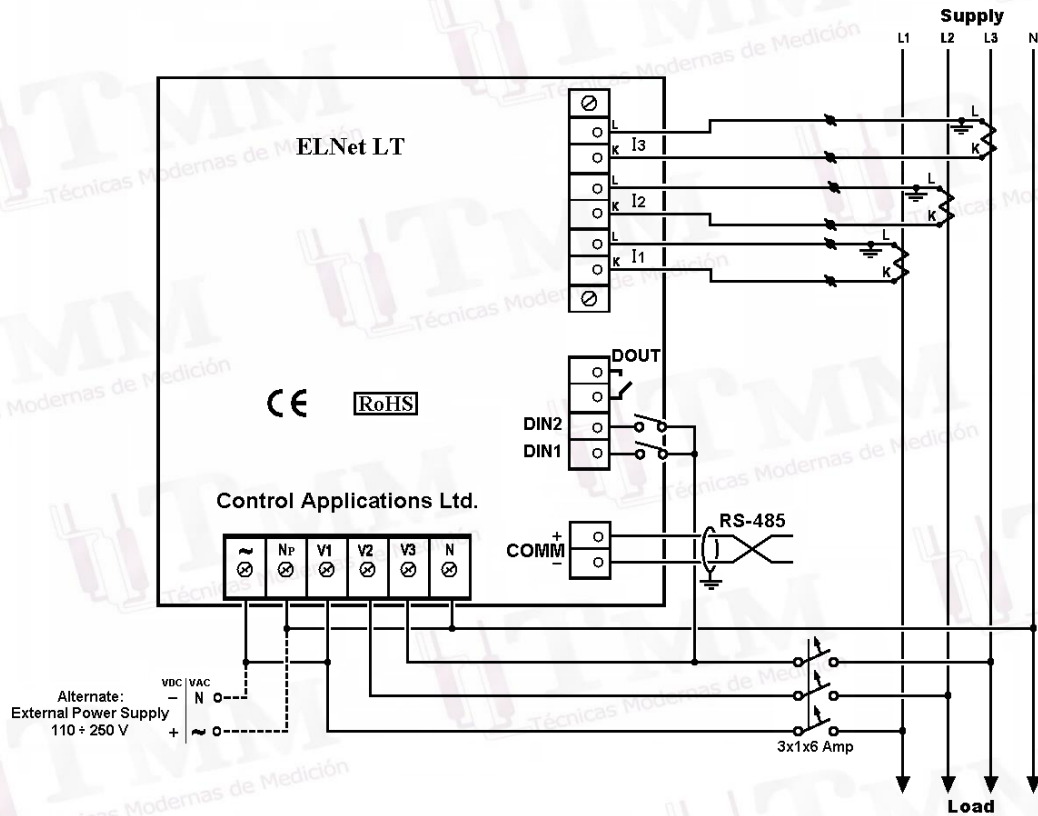 Supply
L1 L2 L3 N
ELNet LT
L
K I3
L
K I2
L
K I1
L
K
L
K
L
K
DOUT
DIN2
DIN1
CE
RoHS
Control Applications Ltd.
~ NP V1 V2 V3 N
COMM
+
−
RS-485
VDC VAC
− N
+ ~
Alternate:
External Power Supply
110 ÷ 250 V
3x1x6 Amp
Load
TMM
Técnicas Modernas de Medición